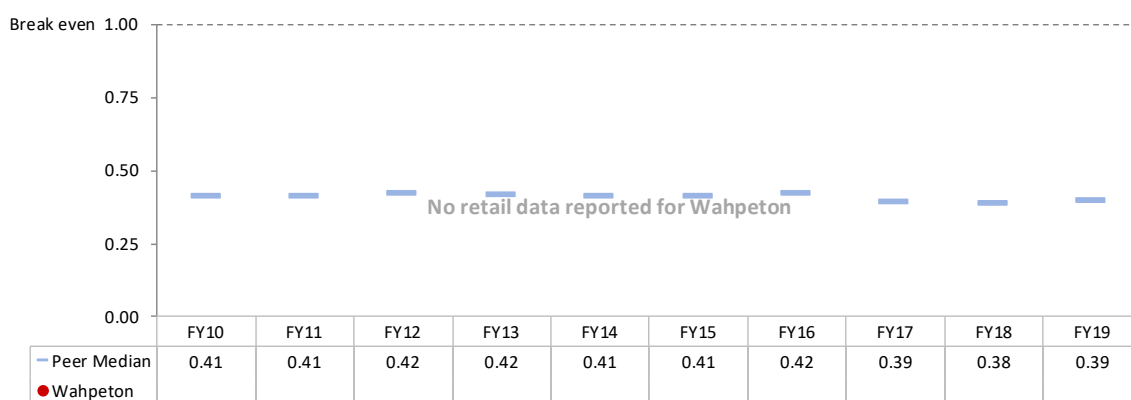 Break even 1.00
0.75
0.50
No retail data reported for Wahpeton
0.25
0.00
FY10 FY11 FY12 FY13 FY14 FY15 FY16 FY17 FY18 FY19
Peer Median 0.41 0.41 0.42 0.42 0.41 0.41 0.42 0.39 0.38 0.39
Wahpeton